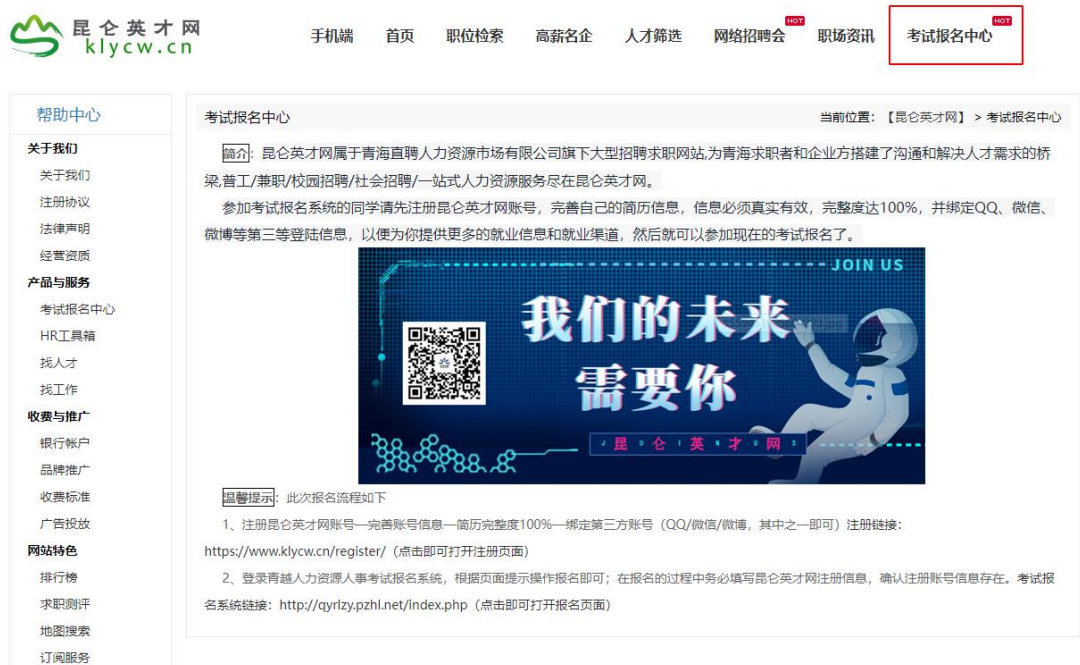 昆仑英才网
klycw.cn
手机端 首页 职位检索 高薪名企 人才筛选 网络招聘会 HOT 职场资讯 考试报名中心 HOT
帮助中心
关于我们
关于我们
注册协议
法律声明
经营资质
产品与服务
考试报名中心
HR工具箱
找人才
找工作
收费与推广
银行帐户
品牌推广
收费标准
广告投放
网站特色
排行榜
求职测评
地图搜索
订阅服务
考试报名中心 当前位置：【昆仑英才网】 > 考试报名中心
简介：昆仑英才网属于青海直聘人力资源市场有限公司旗下大型招聘求职网站,为青海求职者和企业方搭建了沟通和解决人才需求的桥
梁,普工/兼职/校园招聘/社会招聘/一站式人力资源服务尽在昆仑英才网。
参加考试报名系统的同学请先注册昆仑英才网账号，完善自己的简历信息，信息必须真实有效，完整度达100%，并绑定QQ、微信、
微博等第三等登陆信息，以便为你提供更多的就业信息和就业渠道，然后就可以参加现在的考试报名了。
JOIN US
我们的未来
需要你
J 昆 O 仑 I 英 N 才 U 网 S
温馨提示：此次报名流程如下
1、注册昆仑英才网账号—完善账号信息—简历完整度100%—绑定第三方账号（QQ/微信/微博，其中之一即可）注册链接：
https://www.klycw.cn/register/（点击即可打开注册页面）
2、登录青越人力资源人事考试报名系统，根据页面提示操作报名即可；在报名的过程中务必填写昆仑英才网注册信息，确认注册账号信息存在。考试报
名系统链接：http://qyrlzy.pzhl.net/index.php（点击即可打开报名页面）